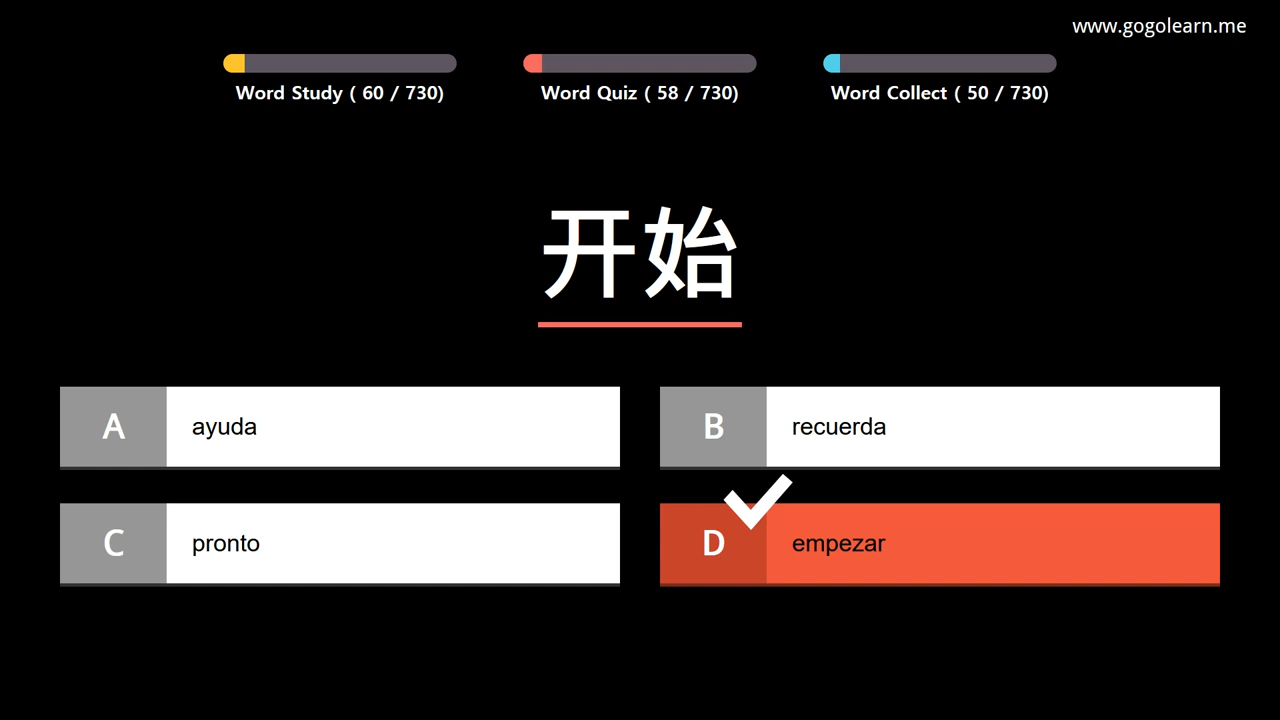 www.gogolearn.me
Word Study ( 60 / 730)
Word Quiz ( 58 / 730)
Word Collect ( 50 / 730)
开始
A
ayuda
B
recuerda
C
pronto
D
empezar